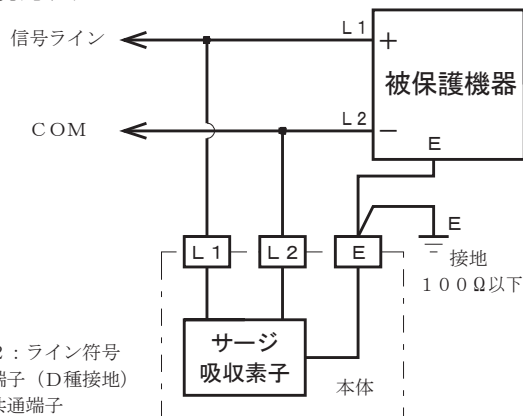 信号ライン
L1
+
被保護機器
COM
L2
−
E
L1
L2
E
E
接地
100Ω以下
サージ
吸収素子
本体
：ライン符号
端子（D種接地）
共通端子